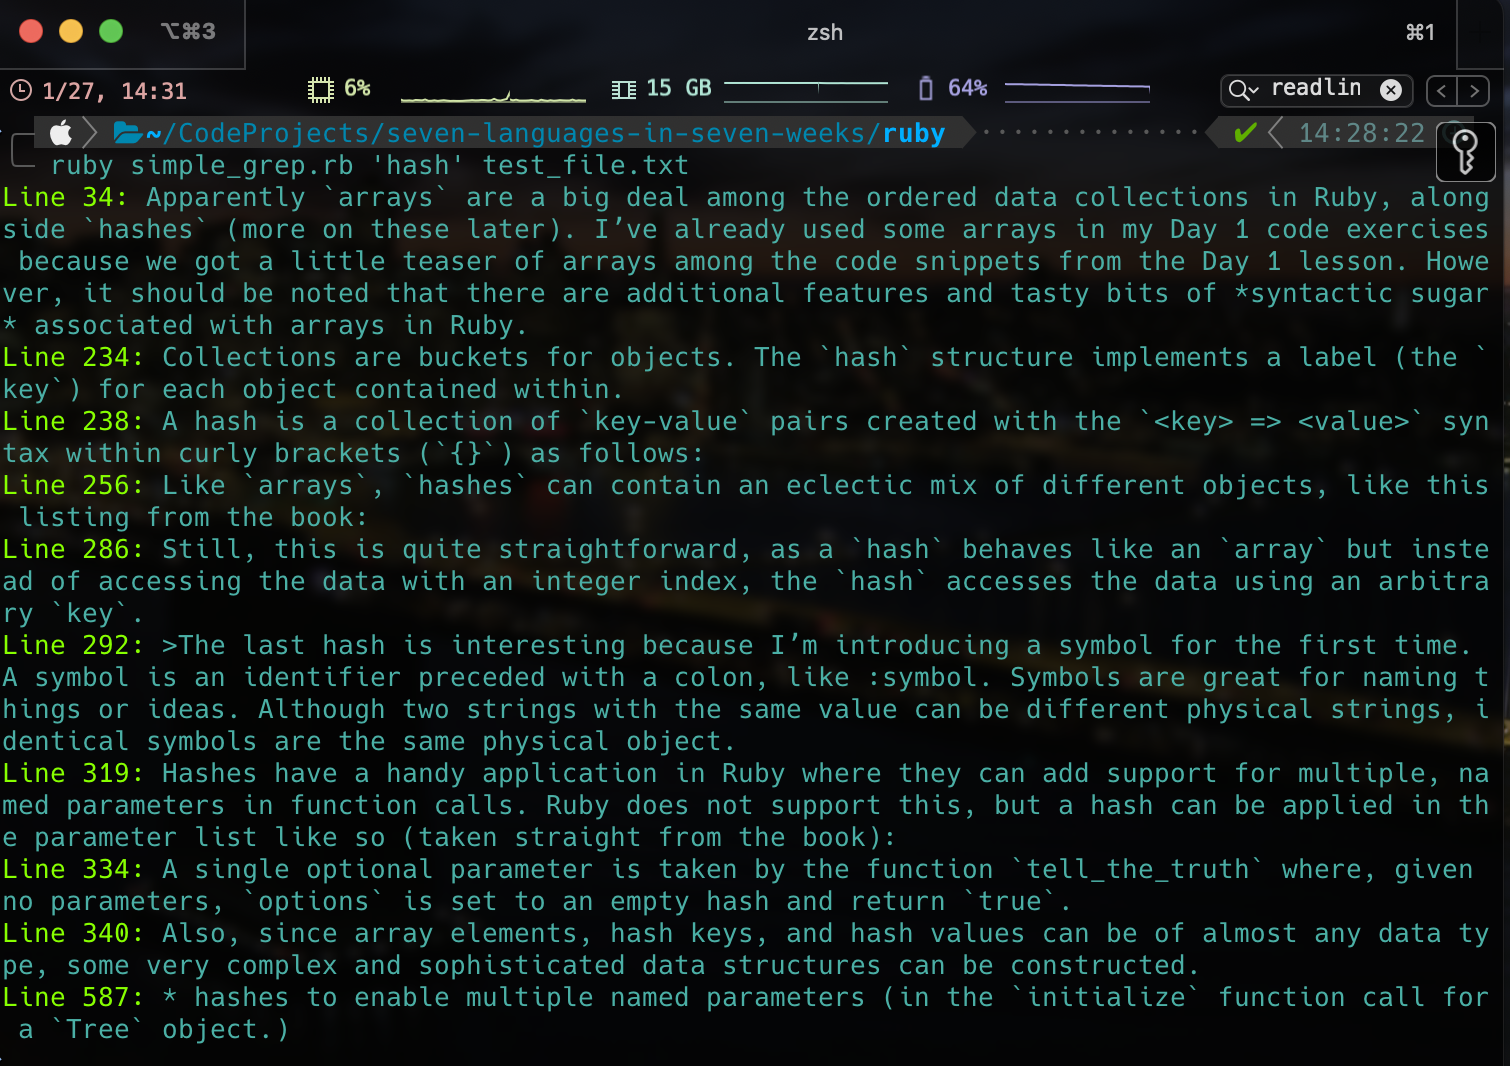 ⌥⌘3 zsh ⌘1
1/27, 14:31 6% 15 GB 64% readlin
~/CodeProjects/seven-languages-in-seven-weeks/ruby ✔ 14:28:22
ruby simple_grep.rb 'hash' test_file.txt
Line 34: Apparently `arrays` are a big deal among the ordered data collections in Ruby, along
side `hashes` (more on these later). I’ve already used some arrays in my Day 1 code exercises
because we got a little teaser of arrays among the code snippets from the Day 1 lesson. Howe
ver, it should be noted that there are additional features and tasty bits of *syntactic sugar
* associated with arrays in Ruby.
Line 234: Collections are buckets for objects. The `hash` structure implements a label (the `
key`) for each object contained within.
Line 238: A hash is a collection of `key-value` pairs created with the `<key> => <value>` syn
tax within curly brackets (`{}`) as follows:
Line 256: Like `arrays`, `hashes` can contain an eclectic mix of different objects, like this
listing from the book:
Line 286: Still, this is quite straightforward, as a `hash` behaves like an `array` but inste
ad of accessing the data with an integer index, the `hash` accesses the data using an arbitra
ry `key`.
Line 292: >The last hash is interesting because I’m introducing a symbol for the first time.
A symbol is an identifier preceded with a colon, like :symbol. Symbols are great for naming t
hings or ideas. Although two strings with the same value can be different physical strings, i
dentical symbols are the same physical object.
Line 319: Hashes have a handy application in Ruby where they can add support for multiple, na
med parameters in function calls. Ruby does not support this, but a hash can be applied in th
e parameter list like so (taken straight from the book):
Line 334: A single optional parameter is taken by the function `tell_the_truth` where, given
no parameters, `options` is set to an empty hash and return `true`.
Line 340: Also, since array elements, hash keys, and hash values can be of almost any data ty
pe, some very complex and sophisticated data structures can be constructed.
Line 587: * hashes to enable multiple named parameters (in the `initialize` function call for
a `Tree` object.)